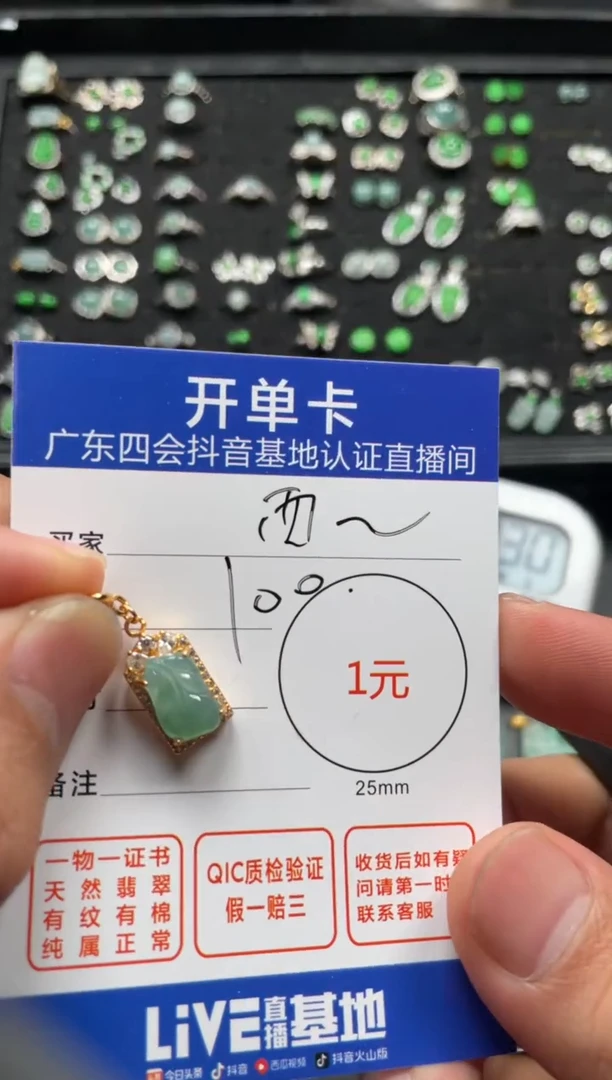 开单卡
广东四会抖音基地认证直播间
买家 西~
100
1元
备注
25mm
一物一证书
天然翡翠
有纹有棉
纯属正常
QIC质检验证
假一赔三
收货后如有疑
问请第一时
联系客服
LiVE直播基地
今日头条 抖音 西瓜视频 抖音火山版
30